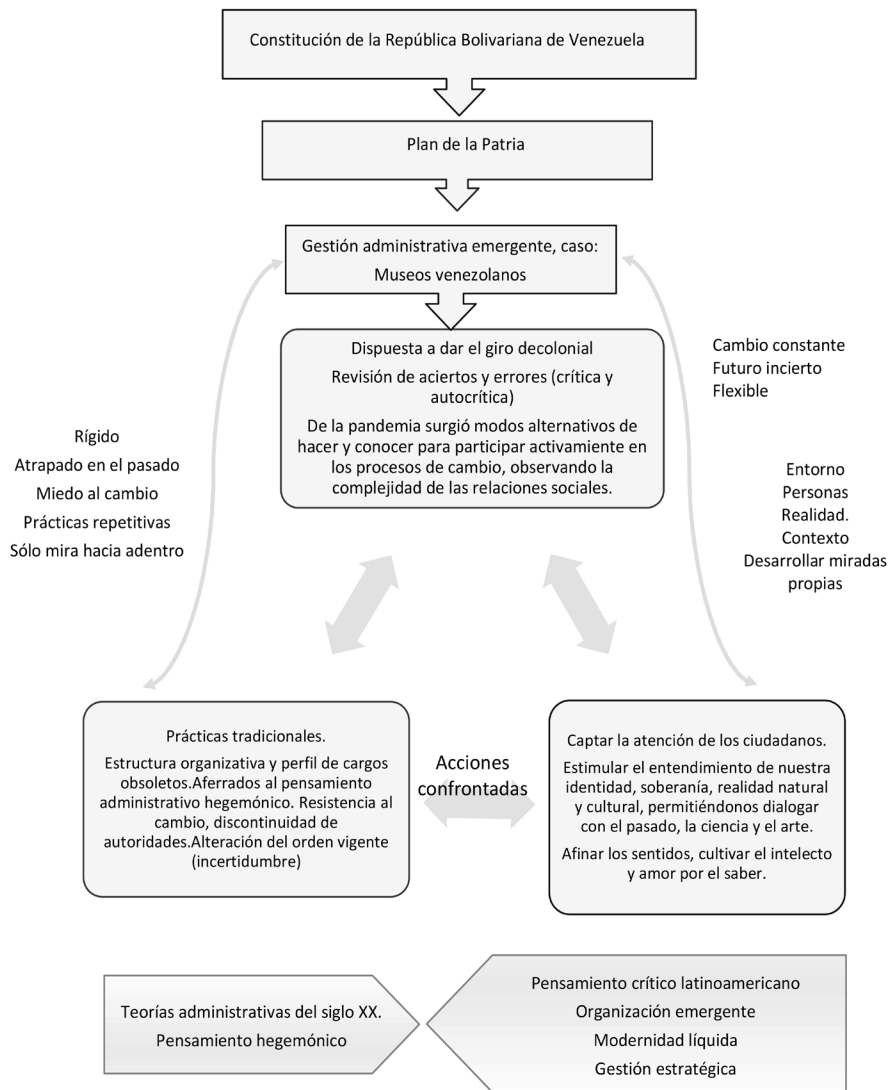 Constitución de la República Bolivariana de Venezuela
Plan de la Patria
Gestión administrativa emergente, caso:
Museos venezolanos
Dispuesta a dar el giro decolonial
Revisión de aciertos y errores (crítica y
autocrítica)
De la pandemia surgió modos alternativos de
hacer y conocer para participar activamiente en
los procesos de cambio, observando la
complejidad de las relaciones sociales.
Rígido
Atrapado en el pasado
Miedo al cambio
Prácticas repetitivas
Sólo mira hacia adentro
Cambio constante
Futuro incierto
Flexible
Entorno
Personas
Realidad.
Contexto
Desarrollar miradas
propias
Prácticas tradicionales.
Estructura organizativa y perfil de cargos
obsoletos.Aferrados al pensamiento
administrativo hegemónico. Resistencia al
cambio, discontinuidad de
autoridades.Alteración del orden vigente
(incertidumbre)
Acciones
confrontadas
Captar la atención de los ciudadanos.
Estimular el entendimiento de nuestra
identidad, soberanía, realidad natural
y cultural, permitiéndonos dialogar
con el pasado, la ciencia y el arte.
Afinar los sentidos, cultivar el intelecto
y amor por el saber.
Teorías administrativas del siglo XX.
Pensamiento hegemónico
Pensamiento crítico latinoamericano
Organización emergente
Modernidad líquida
Gestión estratégica